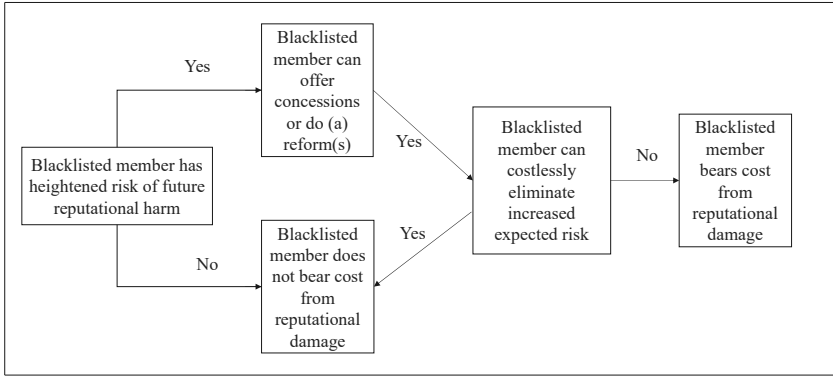 Blacklisted member has
heightened risk of future
reputational harm
Yes
No
Blacklisted
member can
offer
concessions
or do (a)
reform(s)
Blacklisted
member does
not bear cost
from
reputational
damage
Yes
Yes
Blacklisted
member can
costlessly
eliminate
increased
expected risk
No
Blacklisted
member
bears cost
from
reputational
damage